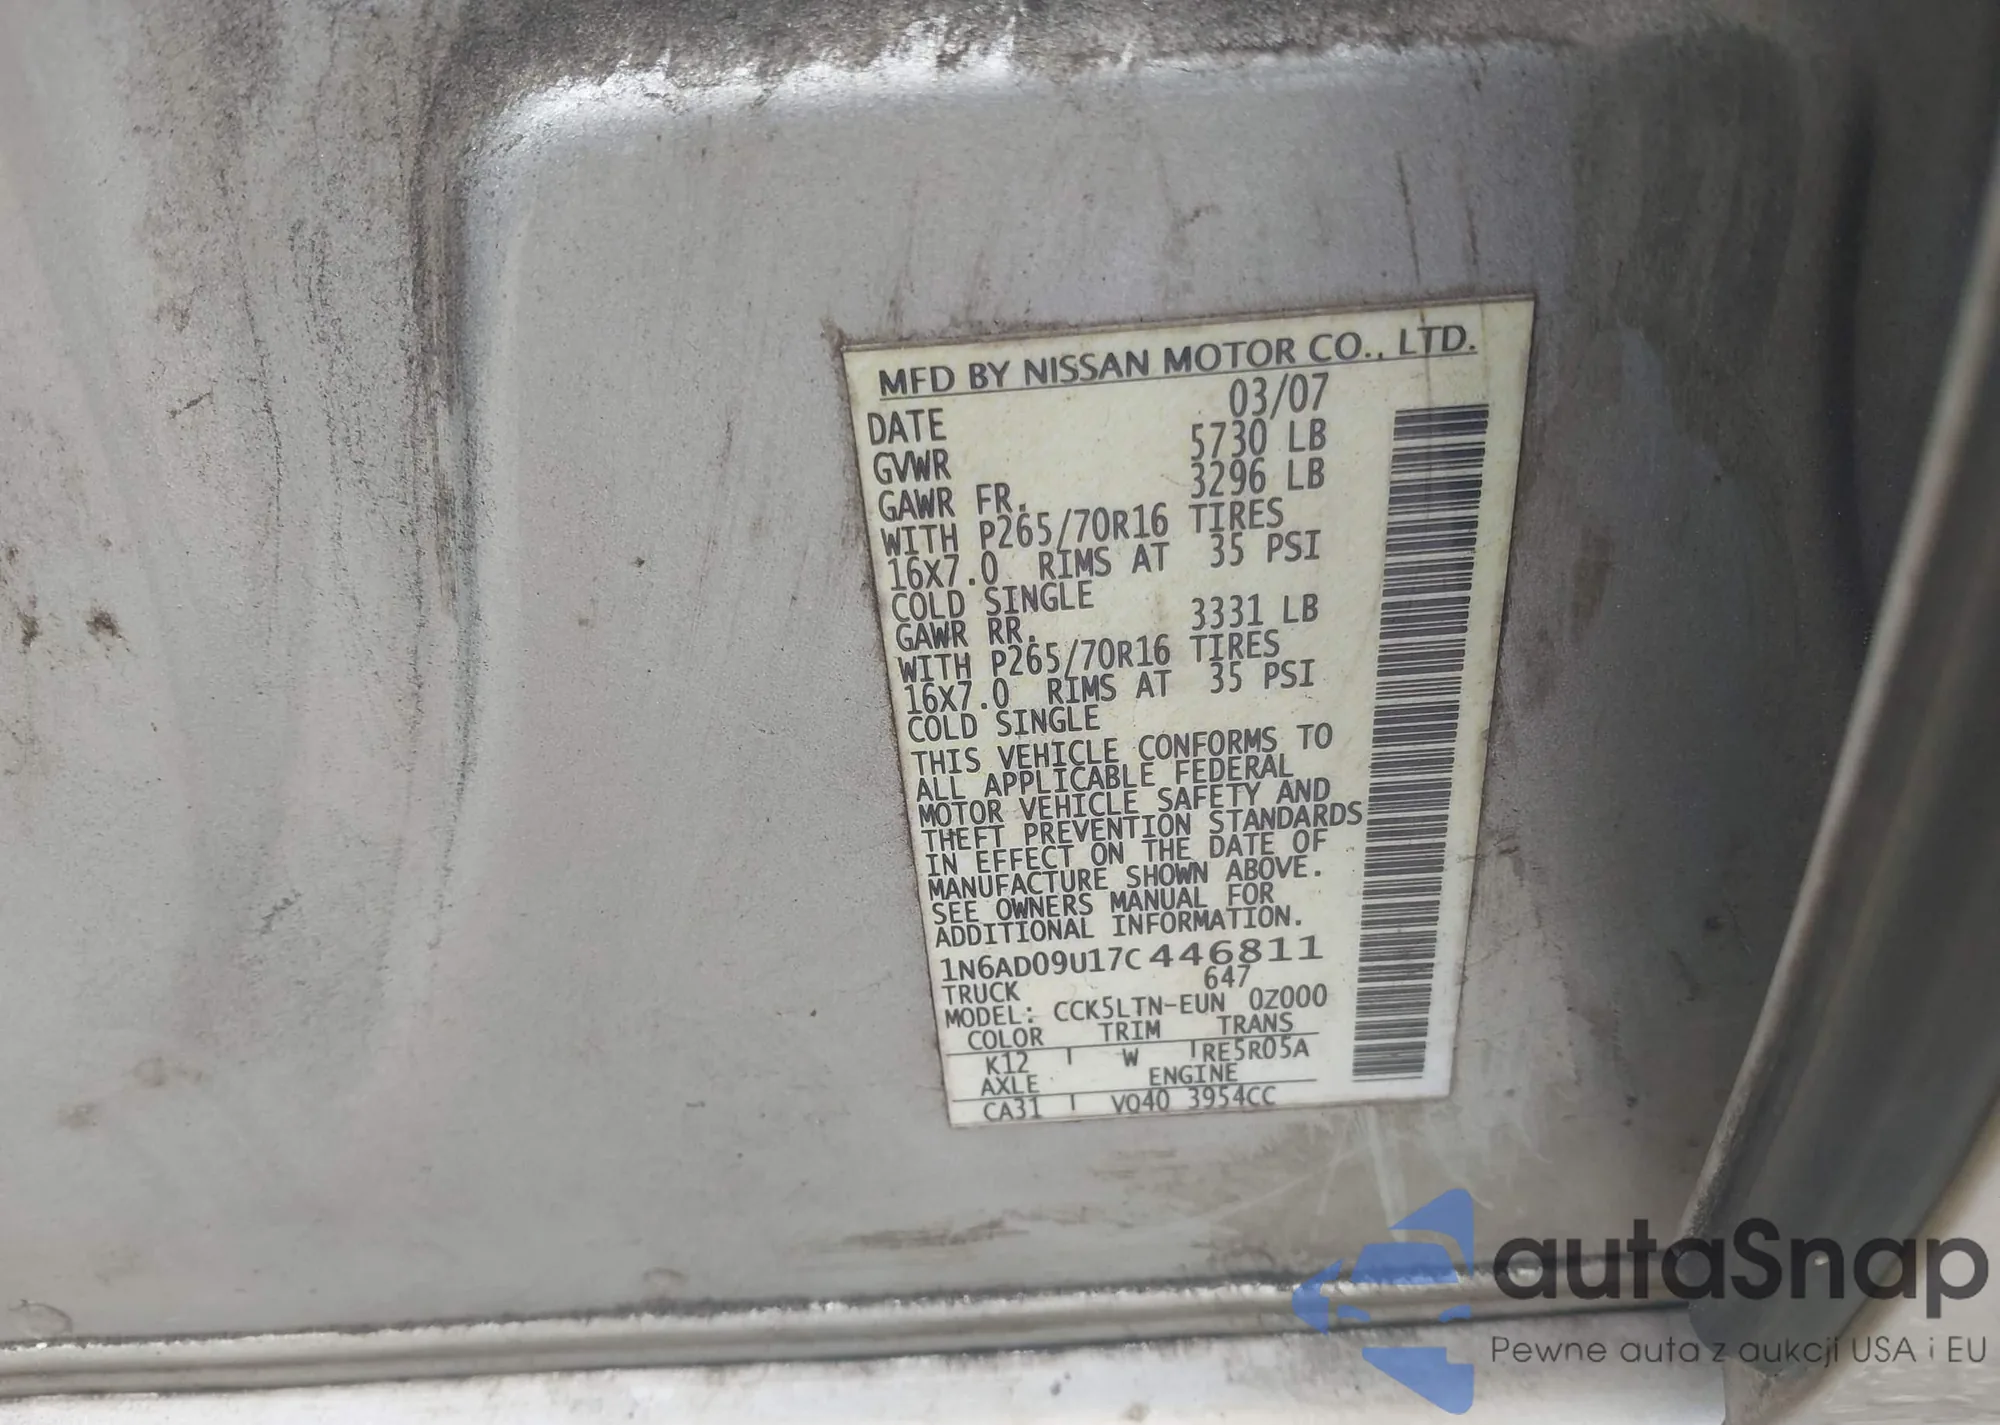 MFD BY NISSAN MOTOR CO., LTD.
DATE 03/07
GVWR 5730 LB
GAWR FR. 3296 LB
WITH P265/70R16 TIRES
16X7.0 RIMS AT 35 PSI
COLD SINGLE
GAWR RR. 3331 LB
WITH P265/70R16 TIRES
16X7.0 RIMS AT 35 PSI
COLD SINGLE
THIS VEHICLE CONFORMS TO
ALL APPLICABLE FEDERAL
MOTOR VEHICLE SAFETY AND
THEFT PREVENTION STANDARDS
IN EFFECT ON THE DATE OF
MANUFACTURE SHOWN ABOVE.
SEE OWNERS MANUAL FOR
ADDITIONAL INFORMATION.
1N6AD09U17C446811
TRUCK 647
MODEL: CCK5LTN-EUN 0Z000
COLOR TRIM TRANS
K12 W RE5R05A
AXLE ENGINE
CA31 VQ40 3954CC
autaSnap
Pewne auta z aukcji USA i EU